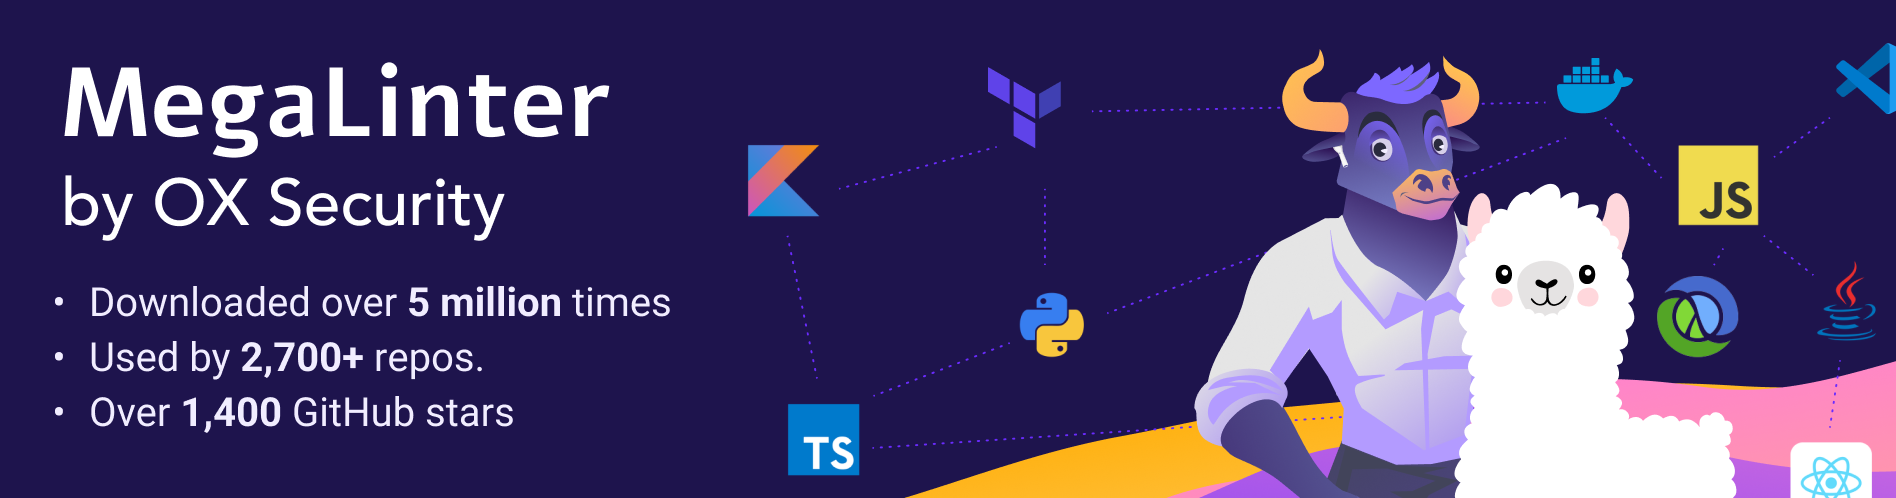 MegaLinter
by OX Security
• Downloaded over 5 million times
• Used by 2,700+ repos.
• Over 1,400 GitHub stars
TS
JS